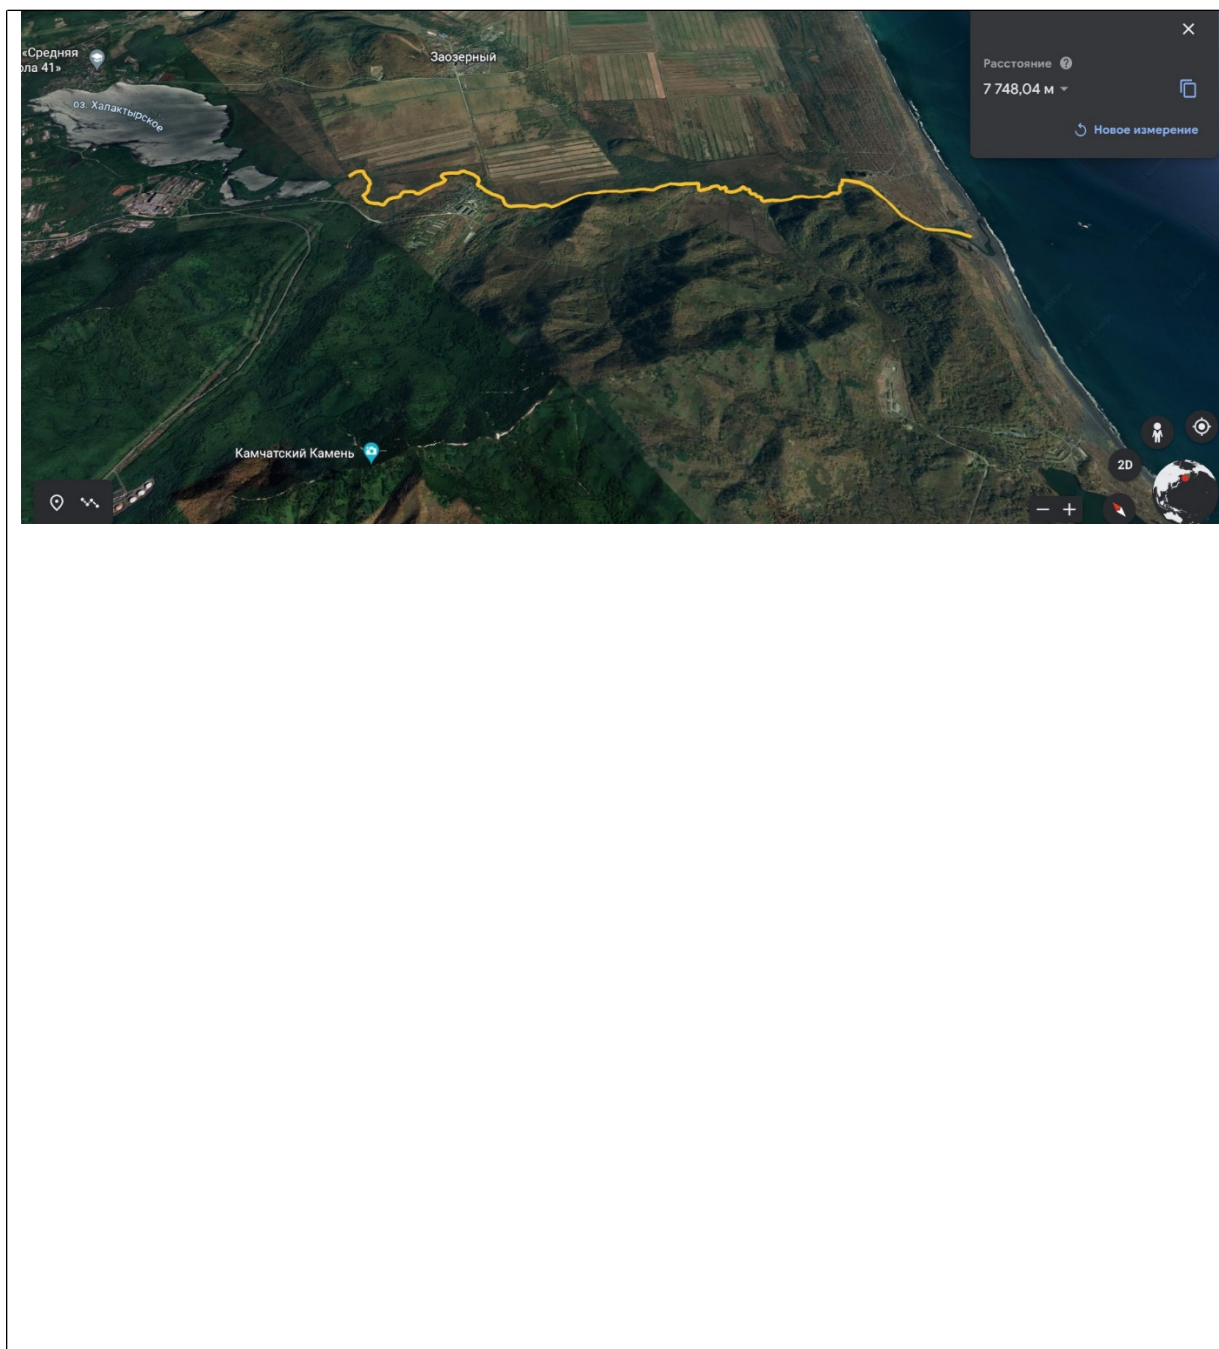 «Средняя
ола 41»
оз. Халактырское
Заозерный
Расстояние
7 748,04 м
Новое измерение
Камчатский Камень
2D